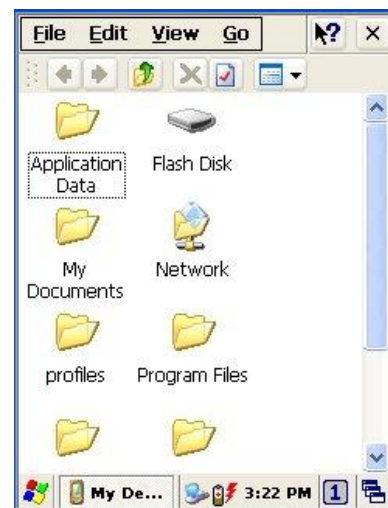 File Edit View Go ?
Application Data
Flash Disk
My Documents
Network
profiles
Program Files
My De... 3:22 PM 1